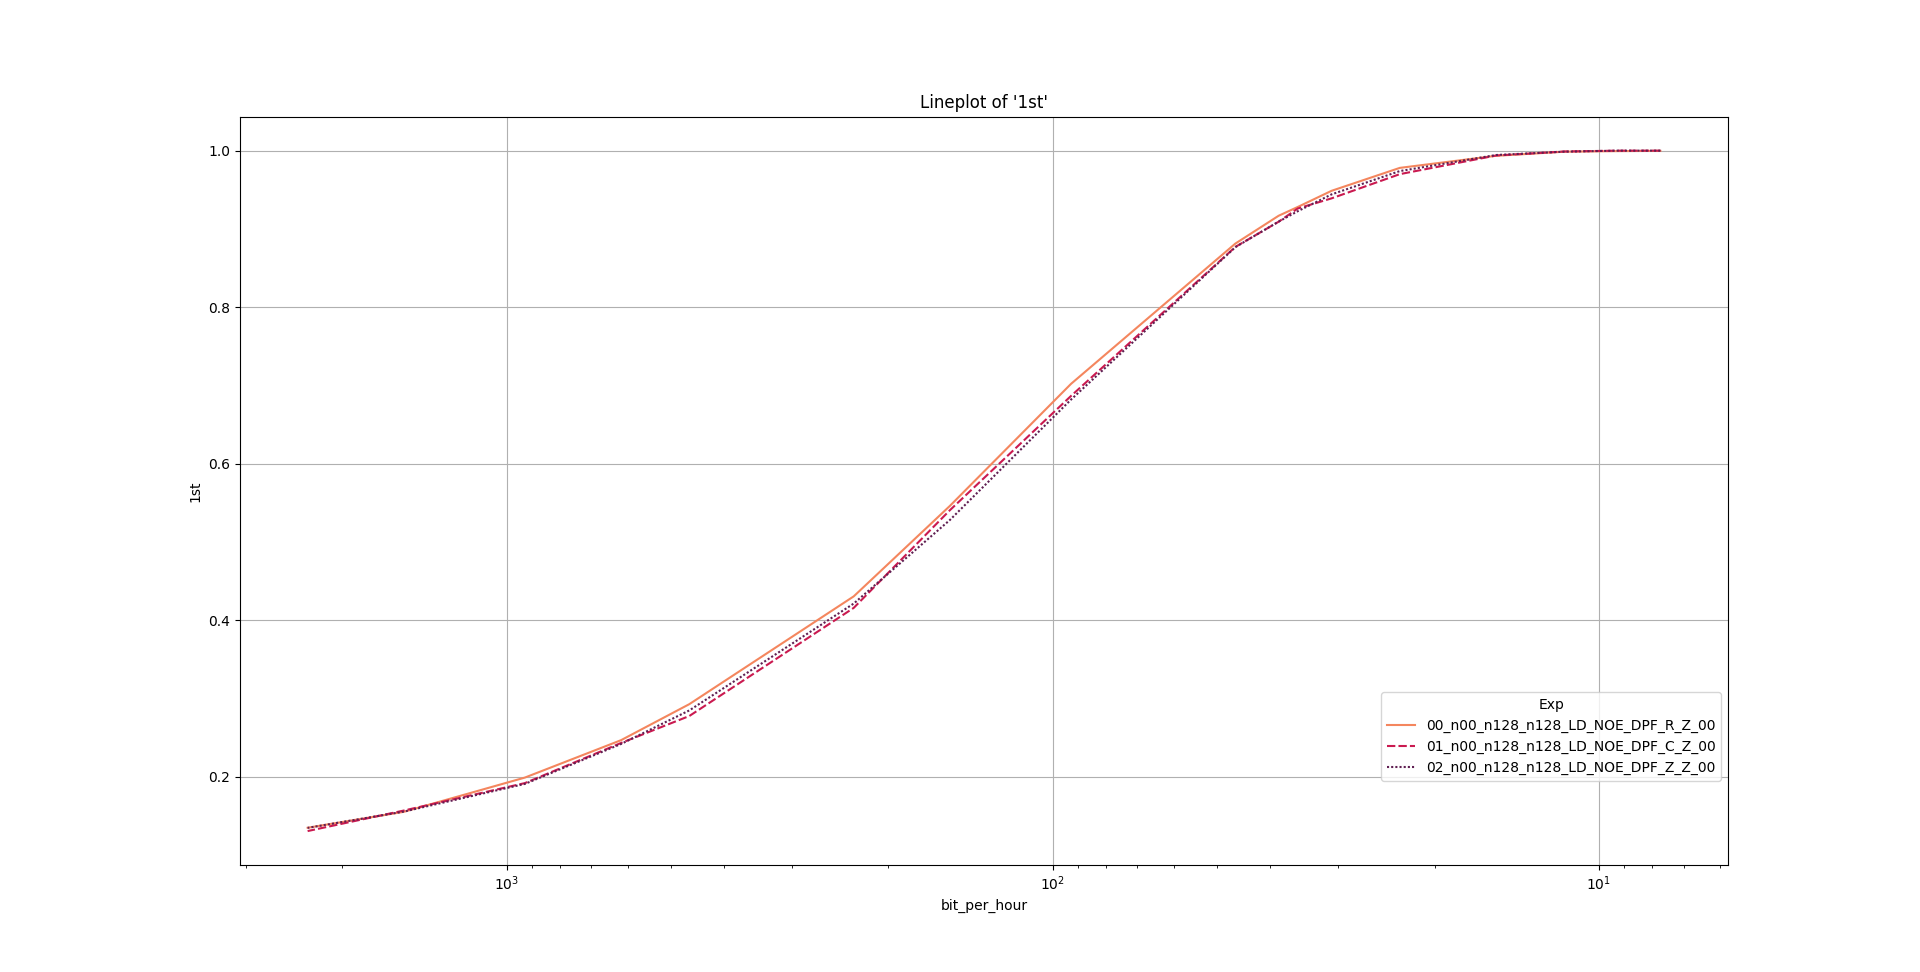 Lineplot of '1st'
1.0
0.8
0.6
0.4
0.2
1st
10³
10²
10¹
bit_per_hour
Exp
00_n00_n128_n128_LD_NOE_DPF_R_Z_00
01_n00_n128_n128_LD_NOE_DPF_C_Z_00
02_n00_n128_n128_LD_NOE_DPF_Z_Z_00